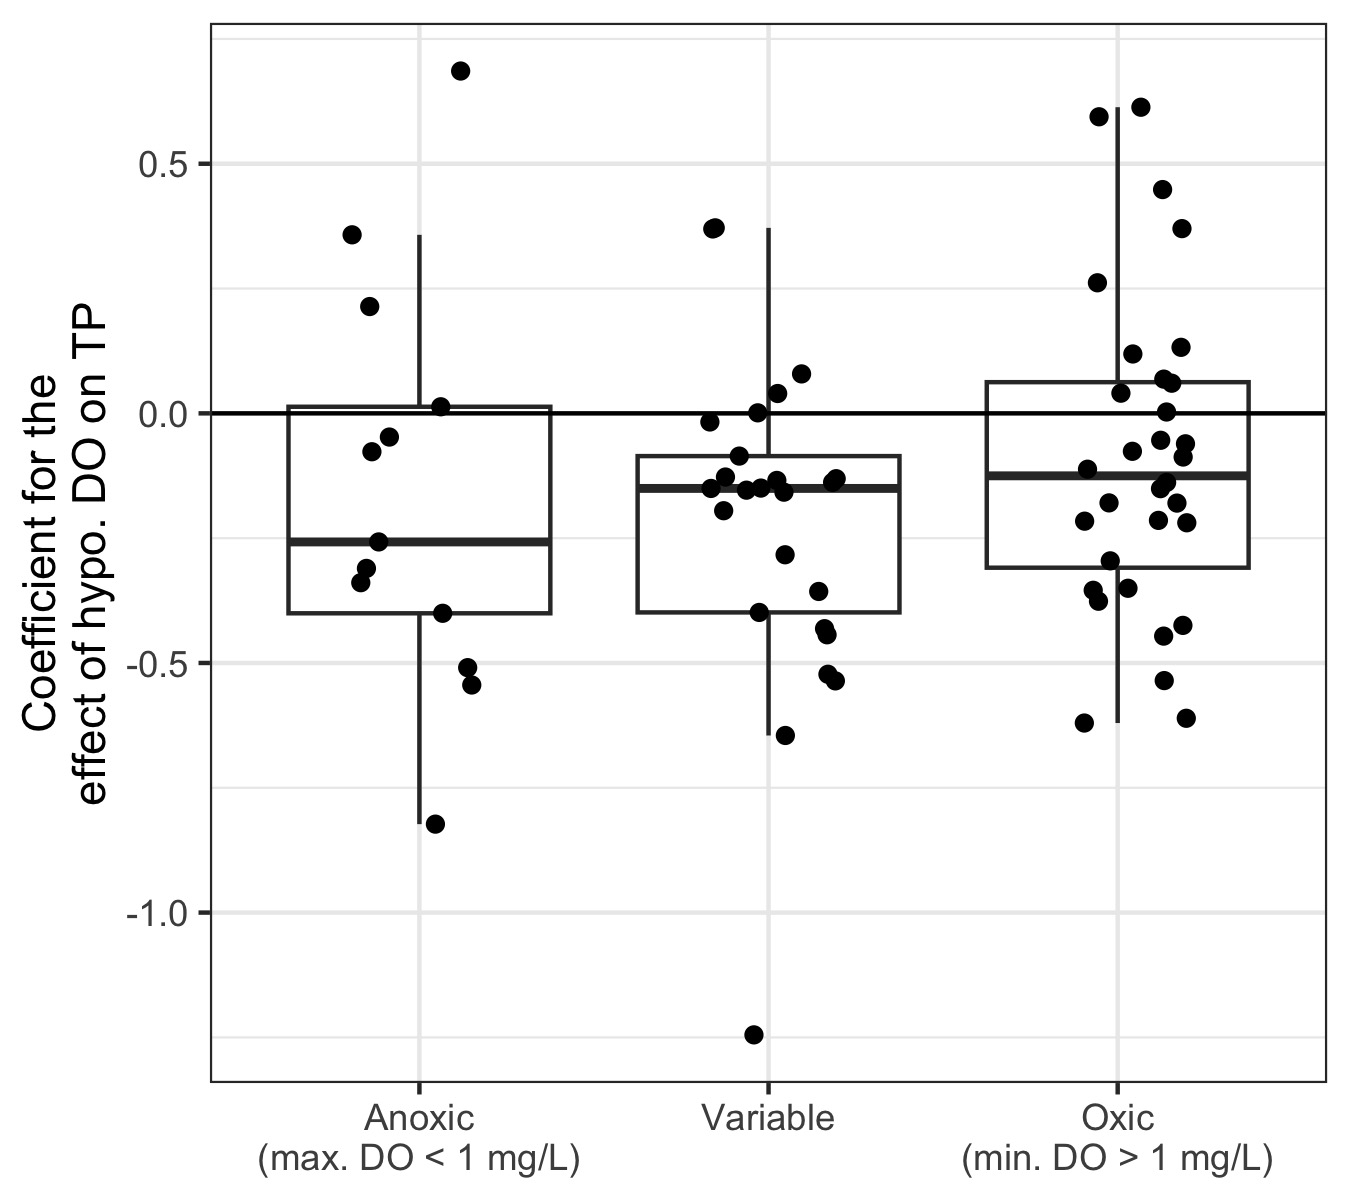 Coefficient for the
effect of hypo. DO on TP
0.5
0.0
-0.5
-1.0
Anoxic
(max. DO < 1 mg/L)
Variable
Oxic
(min. DO > 1 mg/L)